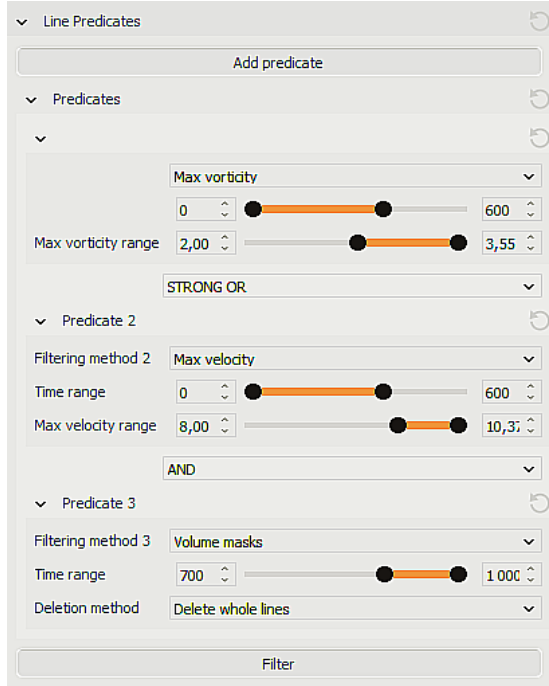 Line Predicates
Add predicate
Predicates
Max vorticity
0 600
Max vorticity range 2,00 3,55
STRONG OR
Predicate 2
Filtering method 2 Max velocity
Time range 0 600
Max velocity range 8,00 10,37
AND
Predicate 3
Filtering method 3 Volume masks
Time range 700 1 000
Deletion method Delete whole lines
Filter